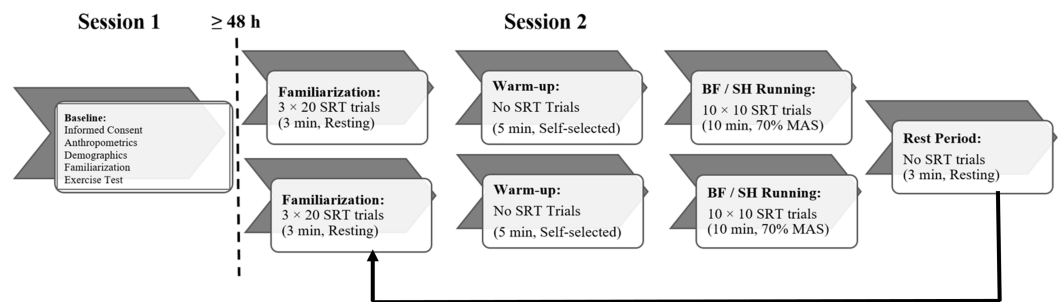 Session 1
≥ 48 h
Session 2
Baseline:
Informed Consent
Anthropometrics
Demographics
Familiarization
Exercise Test
Familiarization:
3 × 20 SRT trials
(3 min, Resting)
Warm-up:
No SRT Trials
(5 min, Self-selected)
BF / SH Running:
10 × 10 SRT trials
(10 min, 70% MAS)
Familiarization:
3 × 20 SRT trials
(3 min, Resting)
Warm-up:
No SRT Trials
(5 min, Self-selected)
BF / SH Running:
10 × 10 SRT trials
(10 min, 70% MAS)
Rest Period:
No SRT trials
(3 min, Resting)